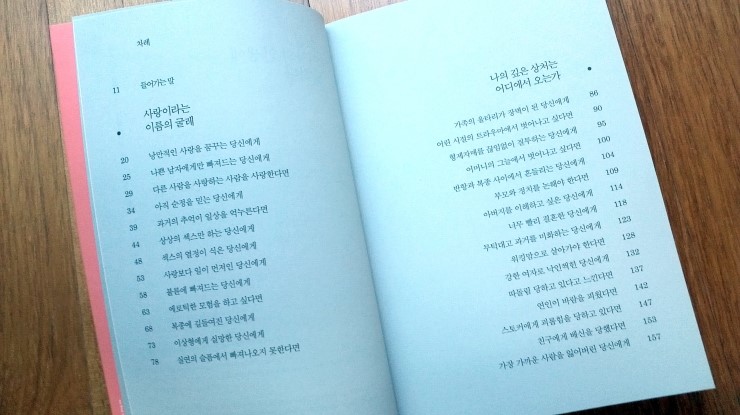 차례
11 들어가는 말
사랑이라는
이름의 굴레
20 낭만적인 사랑을 꿈꾸는 당신에게
25 나쁜 남자에게만 빠져드는 당신에게
29 다른 사람을 사랑하는 사람을 사랑한다면
34 아직 순정을 믿는 당신에게
39 과거의 추억이 일상을 억누른다면
44 상상의 섹스만 하는 당신에게
48 섹스의 열정이 식은 당신에게
53 사랑보다 일이 먼저인 당신에게
58 불륜에 빠져드는 당신에게
63 에로틱한 모험을 하고 싶다면
68 복종에 길들여진 당신에게
73 이상형에게 실망한 당신에게
78 실연의 슬픔에서 빠져나오지 못한다면
나의 깊은 상처는
어디에서 오는가
가족의 울타리가 장벽이 된 당신에게 86
어린 시절의 트라우마에서 벗어나고 싶다면 90
형제자매를 끊임없이 질투하는 당신에게 95
어머니의 그늘에서 벗어나고 싶다면 100
반항과 복종 사이에서 흔들리는 당신에게 104
부모와 정치를 논해야 한다면 109
아버지를 이해하고 싶은 당신에게 114
너무 빨리 결혼한 당신에게 118
무턱대고 과거를 미화하는 당신에게 123
워킹맘으로 살아가야 한다면 128
강한 여자로 낙인찍힌 당신에게 132
따돌림 당하고 있다고 느낀다면 137
연인이 바람을 피웠다면 142
스토커에게 괴롭힘을 당하고 있다면 147
친구에게 배신을 당했다면 153
가장 가까운 사람을 잃어버린 당신에게 157